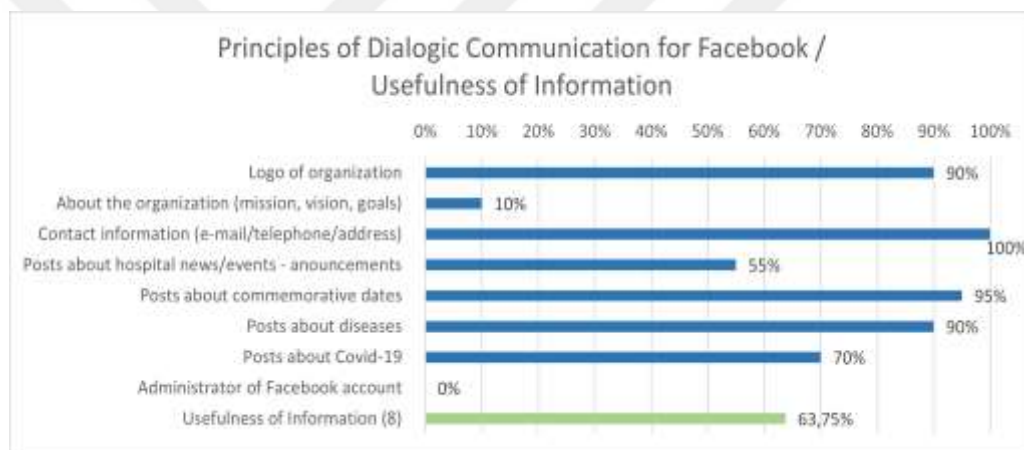 Principles of Dialogic Communication for Facebook /
Usefulness of Information
0% 10% 20% 30% 40% 50% 60% 70% 80% 90% 100%
Logo of organization 90%
About the organization (mission, vision, goals) 10%
Contact information (e-mail/telephone/address) 100%
Posts about hospital news/events - anouncements 55%
Posts about commemorative dates 95%
Posts about diseases 90%
Posts about Covid-19 70%
Administrator of Facebook account 0%
Usefulness of Information (8) 63,75%